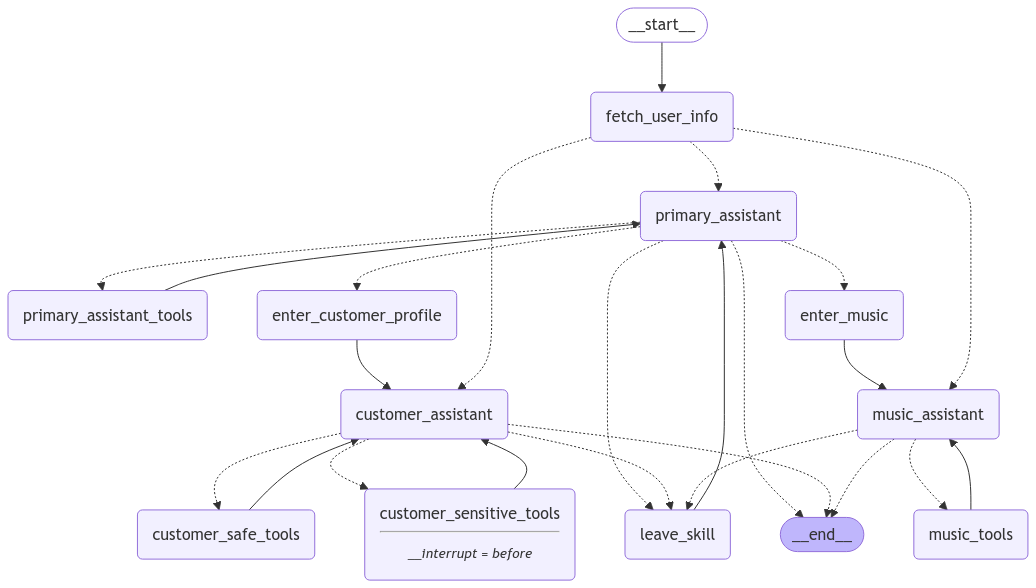 __start__
fetch_user_info
primary_assistant
primary_assistant_tools
enter_customer_profile
enter_music
customer_assistant
music_assistant
customer_safe_tools
customer_sensitive_tools
__interrupt = before
leave_skill
__end__
music_tools